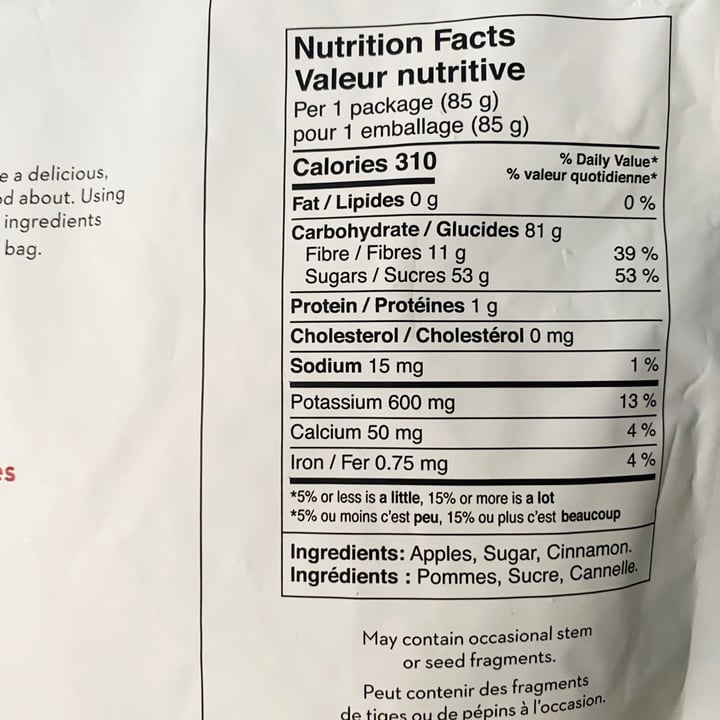 e a delicious,
d about. Using
ingredients
bag.
es
Nutrition Facts
Valeur nutritive
Per 1 package (85 g)
pour 1 emballage (85 g)
Calories 310
% Daily Value*
% valeur quotidienne*
Fat / Lipides 0 g 0 %
Carbohydrate / Glucides 81 g
Fibre / Fibres 11 g 39 %
Sugars / Sucres 53 g 53 %
Protein / Protéines 1 g
Cholesterol / Cholestérol 0 mg
Sodium 15 mg 1 %
Potassium 600 mg 13 %
Calcium 50 mg 4 %
Iron / Fer 0.75 mg 4 %
*5% or less is a little, 15% or more is a lot
*5% ou moins c'est peu, 15% ou plus c'est beaucoup
Ingredients: Apples, Sugar, Cinnamon.
Ingrédients : Pommes, Sucre, Cannelle.
May contain occasional stem
or seed fragments.
Peut contenir des fragments
de tiges ou de pépins à l'occasion.